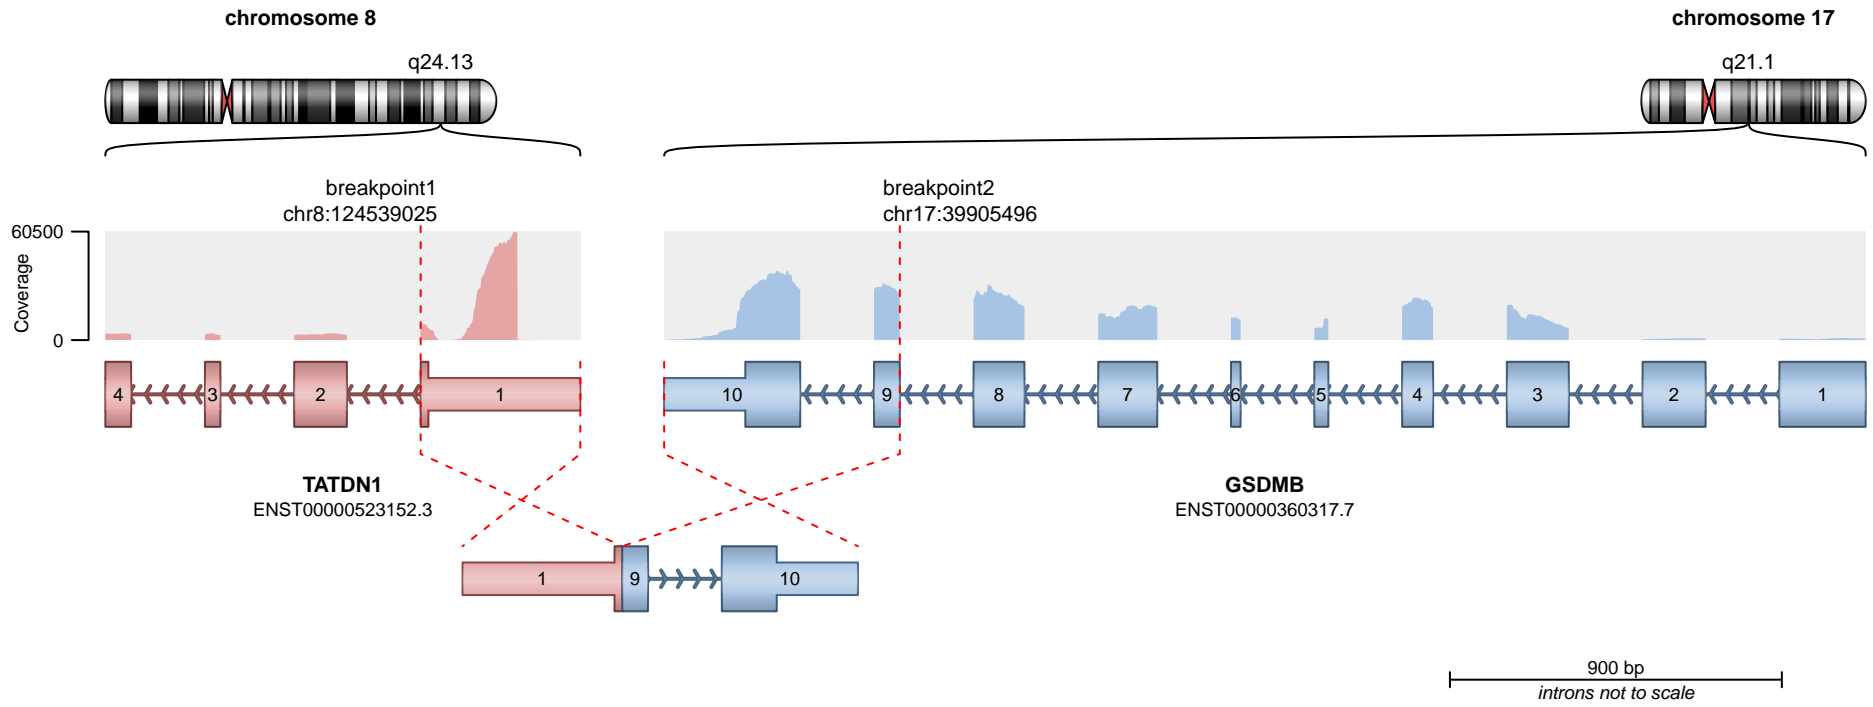 chromosome 8
chromosome 17
q24.13
q21.1
breakpoint1
chr8:124539025
breakpoint2
chr17:39905496
60500
Coverage
0
4 3 2 1
10 9 8 7 6 5 4 3 2 1
TATDN1
ENST00000523152.3
GSDMB
ENST00000360317.7
1 9 10
900 bp
introns not to scale